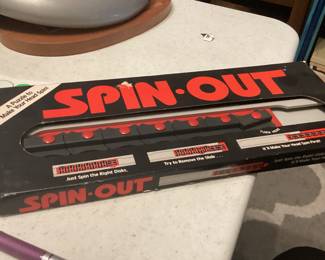 A Puzzle to
Make Your Head Spin!
SPIN·OUT
Just Spin the Right Disks.
Try to Remove the Slide...
It'll Make Your Head Spin First!
SPIN·OUT